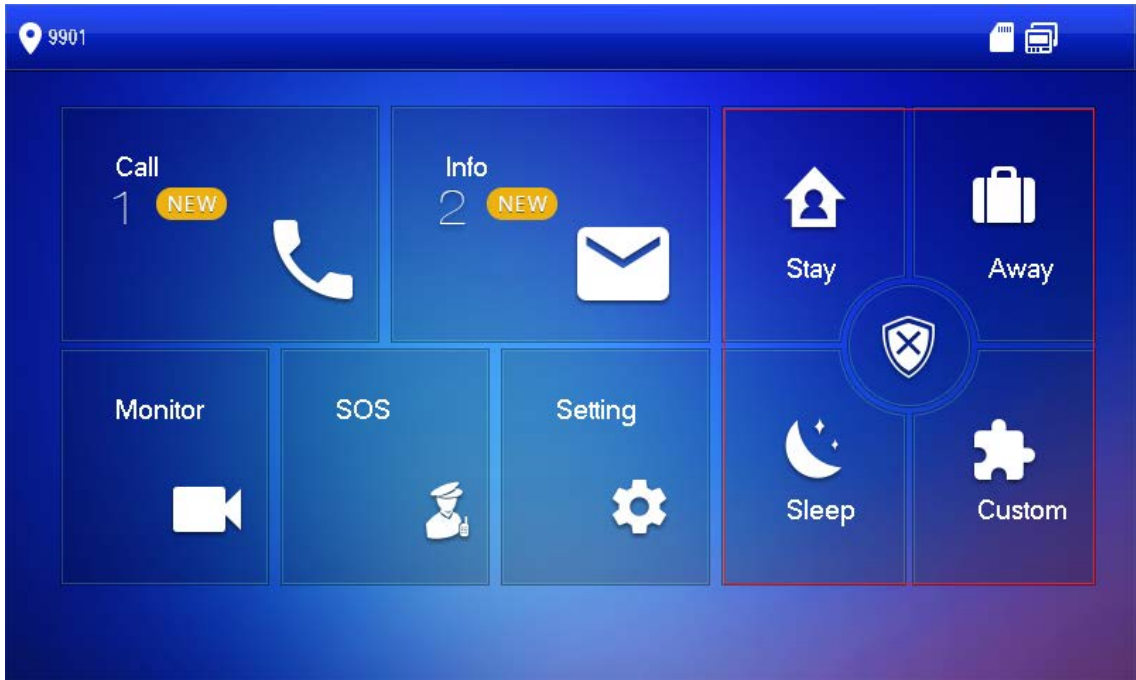 9901
Call
1 NEW
Info
2 NEW
Stay
Away
Monitor
SOS
Setting
Sleep
Custom